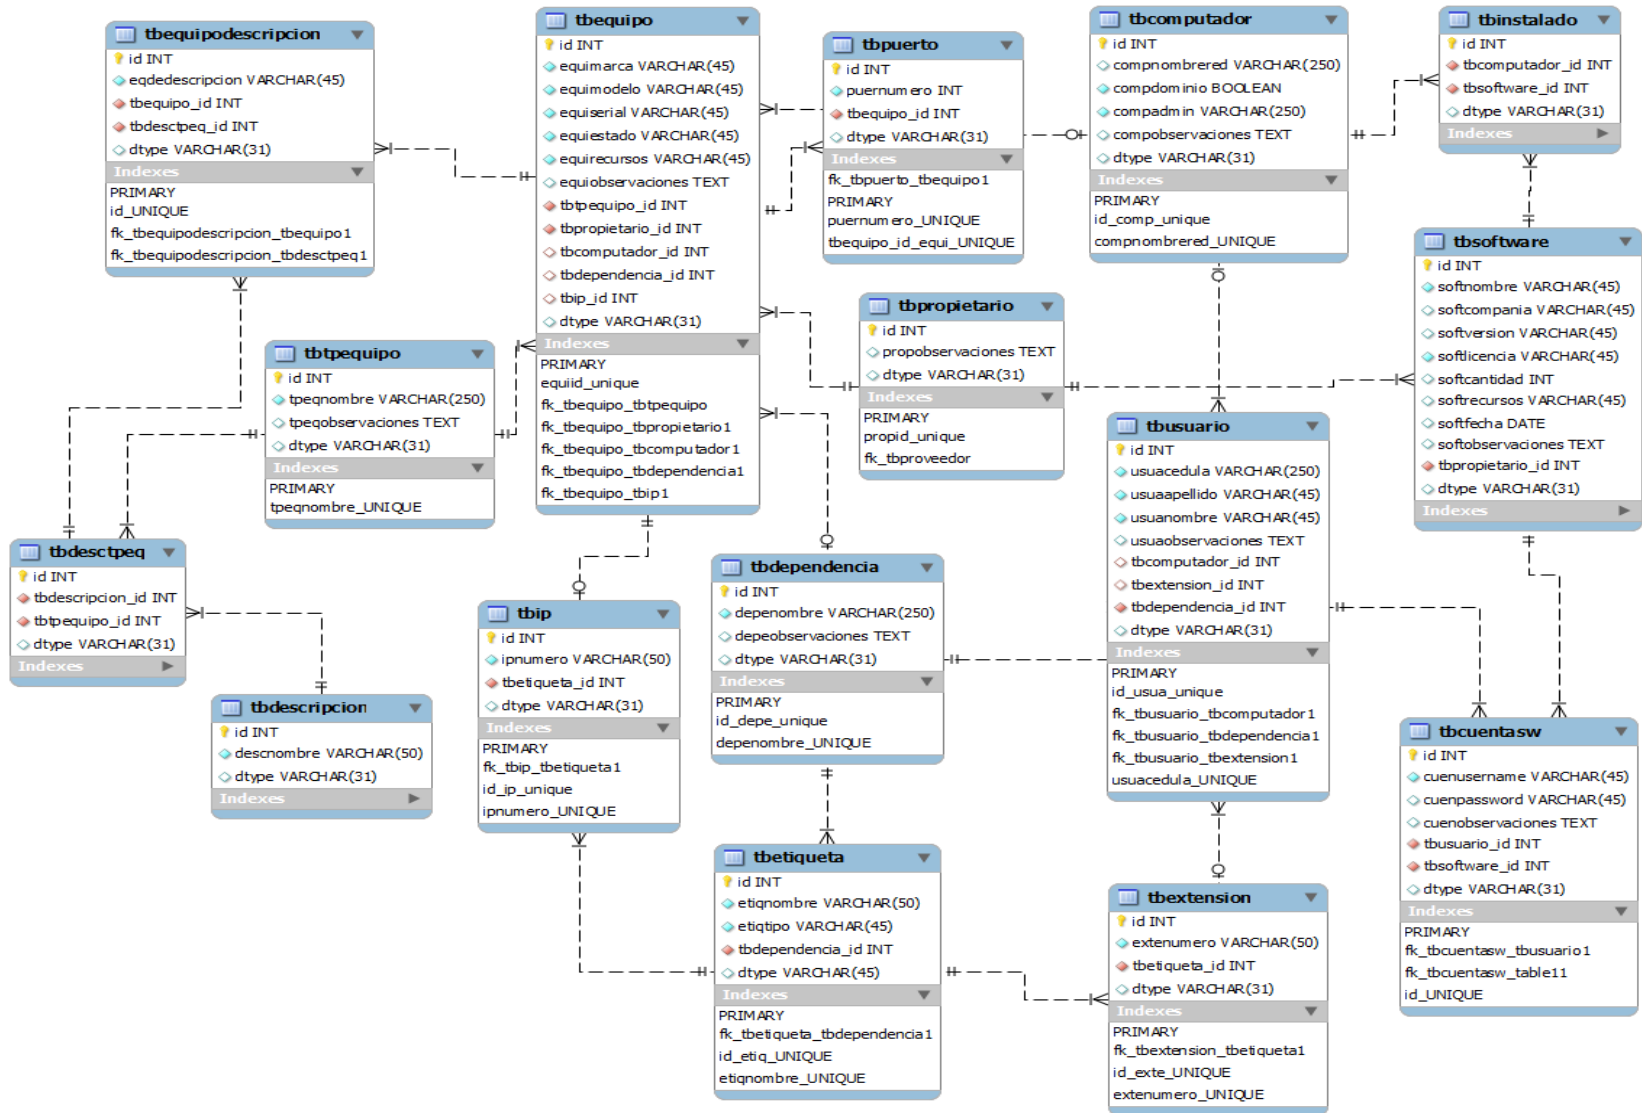 tbequipodescripcion
id INT
eqdedescripcion VARCHAR(45)
tbequipo_id INT
tbdesctpeq_id INT
dtype VARCHAR(31)
Indexes
PRIMARY
id_UNIQUE
fk_tbequipodescripcion_tbequipo1
fk_tbequipodescripcion_tbdesctpeq1
tbequipo
id INT
equimarca VARCHAR(45)
equimodelo VARCHAR(45)
equiserial VARCHAR(45)
equiestado VARCHAR(45)
equirecursos VARCHAR(45)
equiobservaciones TEXT
tbtpequipo_id INT
tbpropietario_id INT
tbcomputador_id INT
tbdependencia_id INT
tbip_id INT
dtype VARCHAR(31)
Indexes
PRIMARY
equiid_unique
fk_tbequipo_tbtpequipo
fk_tbequipo_tbpropietario1
fk_tbequipo_tbcomputador1
fk_tbequipo_tbdependencia1
fk_tbequipo_tbip1
tbpuerto
id INT
puernumero INT
tbequipo_id INT
dtype VARCHAR(31)
Indexes
fk_tbpuerto_tbequipo1
PRIMARY
puernumero_UNIQUE
tbequipo_id_equi_UNIQUE
tbcomputador
id INT
compnombrered VARCHAR(250)
compdominio BOOLEAN
compadmin VARCHAR(250)
compobservaciones TEXT
dtype VARCHAR(31)
Indexes
PRIMARY
id_comp_unique
compnombrered_UNIQUE
tbinstalado
id INT
tbcomputador_id INT
tbsoftware_id INT
dtype VARCHAR(31)
Indexes
tbsoftware
id INT
softnombre VARCHAR(45)
softcompania VARCHAR(45)
softversion VARCHAR(45)
softlicencia VARCHAR(45)
softcantidad INT
softrecursos VARCHAR(45)
softfecha DATE
softobservaciones TEXT
tbpropietario_id INT
dtype VARCHAR(31)
Indexes
tbpropietario
id INT
propobservaciones TEXT
dtype VARCHAR(31)
Indexes
PRIMARY
propid_unique
fk_tbproveedor
tbtpequipo
id INT
tpeqnombre VARCHAR(250)
tpeqobservaciones TEXT
dtype VARCHAR(31)
Indexes
PRIMARY
tpeqnombre_UNIQUE
tbusuario
id INT
usuacedula VARCHAR(250)
usuaapellido VARCHAR(45)
usuanombre VARCHAR(45)
usuaobservaciones TEXT
tbcomputador_id INT
tbextension_id INT
tbdependencia_id INT
dtype VARCHAR(31)
Indexes
PRIMARY
id_usua_unique
fk_tbusuario_tbcomputador1
fk_tbusuario_tbdependencia1
fk_tbusuario_tbextension1
usuacedula_UNIQUE
tbdesctpeq
id INT
tbdescripcion_id INT
tbtpequipo_id INT
dtype VARCHAR(31)
Indexes
tbdependencia
id INT
depenombre VARCHAR(250)
depeobservaciones TEXT
dtype VARCHAR(31)
Indexes
PRIMARY
id_depe_unique
depenombre_UNIQUE
tbip
id INT
ipnumero VARCHAR(50)
tbetiqueta_id INT
dtype VARCHAR(31)
Indexes
PRIMARY
fk_tbip_tbetiqueta1
id_ip_unique
ipnumero_UNIQUE
tbdescripcion
id INT
descnombre VARCHAR(50)
dtype VARCHAR(31)
Indexes
tbcuentasw
id INT
cuenusername VARCHAR(45)
cuenpassword VARCHAR(45)
cuenobservaciones TEXT
tbusuario_id INT
tbsoftware_id INT
dtype VARCHAR(31)
Indexes
PRIMARY
fk_tbcuentasw_tbusuario1
fk_tbcuentasw_table11
id_UNIQUE
tbetiqueta
id INT
etiqnombre VARCHAR(50)
etiqtipo VARCHAR(45)
tbdependencia_id INT
dtype VARCHAR(45)
Indexes
PRIMARY
fk_tbetiqueta_tbdependencia1
id_etiq_UNIQUE
etiqnombre_UNIQUE
tbextension
id INT
extenumero VARCHAR(50)
tbetiqueta_id INT
dtype VARCHAR(31)
Indexes
PRIMARY
fk_tbextension_tbetiqueta1
id_exte_UNIQUE
extenumero_UNIQUE